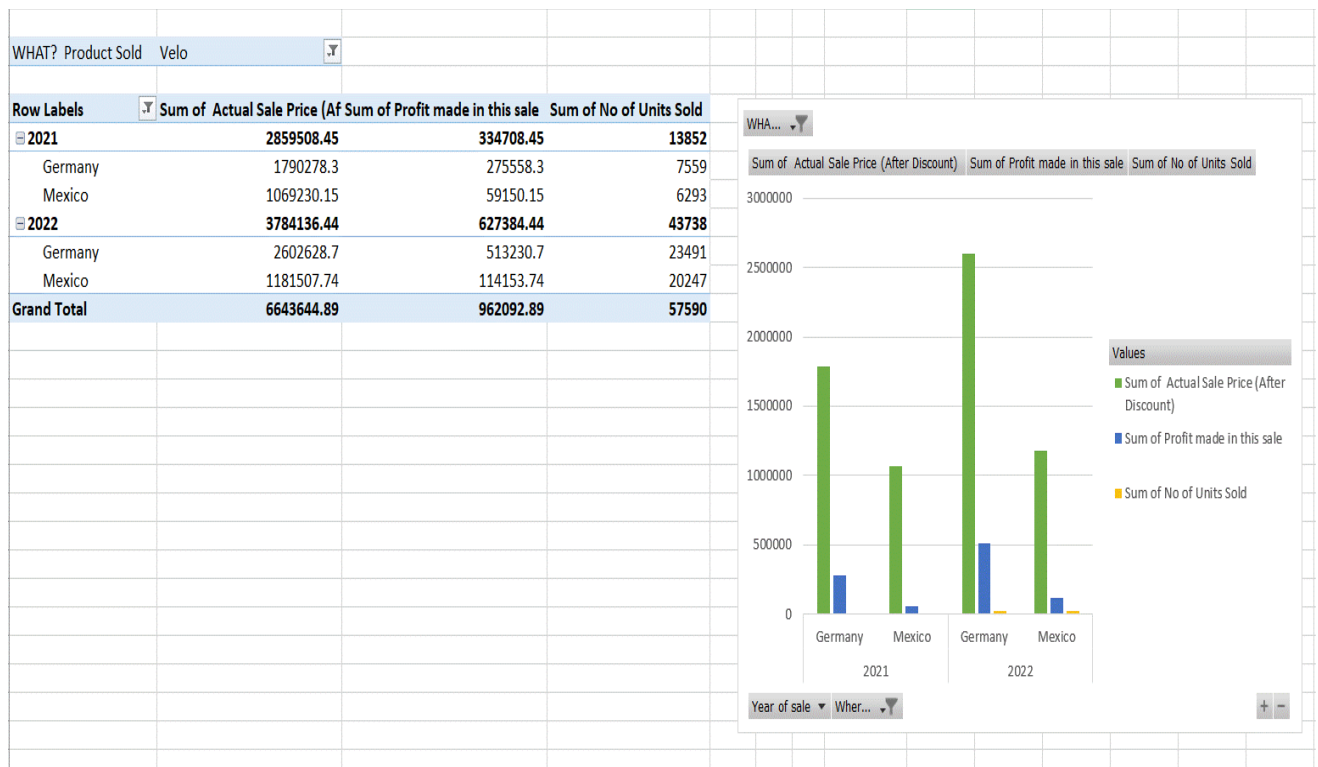 WHAT?  Product Sold    Velo
Row Labels    Sum of  Actual Sale Price (Af Sum of Profit made in this sale    Sum of No of Units Sold
2021    2859508.45    334708.45    13852
Germany    1790278.3    275558.3    7559
Mexico    1069230.15    59150.15    6293
2022    3784136.44    627384.44    43738
Germany    2602628.7    513230.7    23491
Mexico    1181507.74    114153.74    20247
Grand Total    6643644.89    962092.89    57590
WHA...
Sum of  Actual Sale Price (After Discount)    Sum of Profit made in this sale    Sum of No of Units Sold
3000000
2500000
2000000
1500000
1000000
500000
0
Germany    Mexico    Germany    Mexico
2021    2022
Values
Sum of  Actual Sale Price (After
Discount)
Sum of Profit made in this sale
Sum of No of Units Sold
Year of sale    Wher...    + −